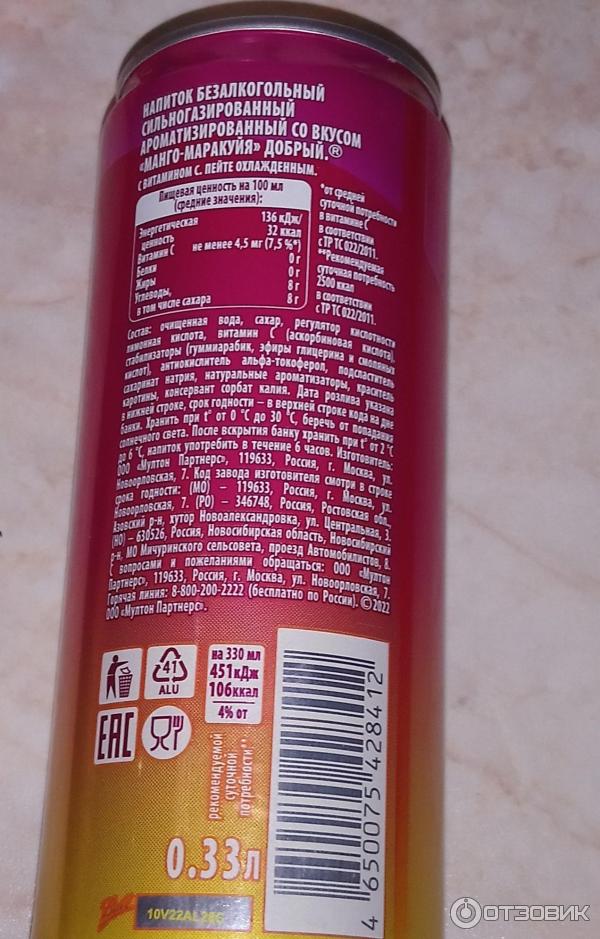 НАПИТОК БЕЗАЛКОГОЛЬНЫЙ
СИЛЬНОГАЗИРОВАННЫЙ
АРОМАТИЗИРОВАННЫЙ СО ВКУСОМ
«МАНГО-МАРАКУЙЯ» ДОБРЫЙ.®
С ВИТАМИНОМ С. ПЕЙТЕ ОХЛАЖДЕННЫМ.
Пищевая ценность на 100 мл
(средние значения):
Энергетическая 136 кДж/
ценность 32 ккал
Витамин С не менее 4,5 мг (7,5 %*)
Белки 0 г
Жиры 0 г
Углеводы, 8 г
в том числе сахара 8 г
*от средней
суточной потребности
в витамине С
в соответствии
с ТР ТС 022/2011.
**Рекомендуемая
суточная потребность
2500 ккал
в соответствии
с ТР ТС 022/2011.
Состав: очищенная вода, сахар, регулятор кислотности
лимонная кислота, витамин С (аскорбиновая кислота),
стабилизаторы (гуммиарабик, эфиры глицерина и смоляных
кислот), антиокислитель альфа-токоферол, подсластитель
сахаринат натрия, натуральные ароматизаторы, краситель
каротины, консервант сорбат калия. Дата розлива указана
в нижней строке, срок годности – в верхней строке кода на дне
банки. Хранить при t° от 0 °С до 30 °С, беречь от попадания
солнечного света. После вскрытия банку хранить при t° от 2 °С
до 6 °С, напиток употребить в течение 6 часов. Изготовитель:
ООО «Мултон Партнерс», 119633, Россия, г. Москва, ул.
Новоорловская, 7. Код завода изготовителя смотри в строке
срока годности: (МО) – 119633, Россия, г. Москва, ул.
Новоорловская, 7. (РО) – 346748, Россия, Ростовская обл.,
Азовский р-н, хутор Новоалександровка, ул. Центральная, 3.
(НО) – 630526, Россия, Новосибирская область, Новосибирский
р-н, МО Мичуринского сельсовета, проезд Автомобилистов, 8.
С вопросами и пожеланиями обращаться: ООО «Мултон
Партнерс», 119633, Россия, г. Москва, ул. Новоорловская, 7.
Горячая линия: 8-800-200-2222 (бесплатно по России). ©2022
ООО «Мултон Партнерс».
41
ALU
EAC
на 330 мл
451кДж
106ккал
4% от
рекомендуемой
суточной
потребности**
0.33л
4 650075 428412
Ball
10V22AL28G
ОТЗОВИК